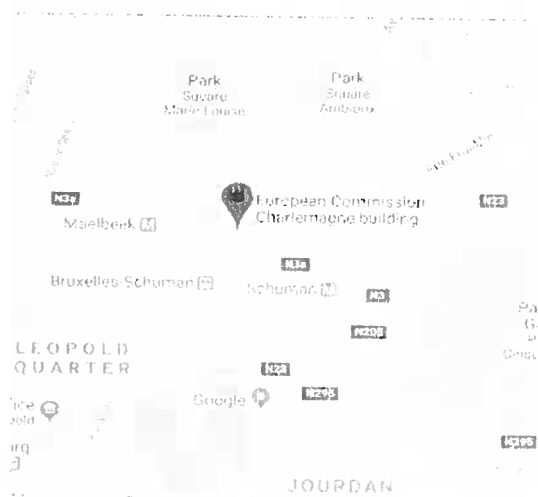 Park
Square
Marie-Louise
Park
Square
Ambiorix
N3a
European Commission
Charlemagne building
N23
Maelbeek M
N3a
Bruxelles-Schuman
Schuman M
N3
N205
LEOPOLD
QUARTER
N23
Google
N295
N295
JOURDAN